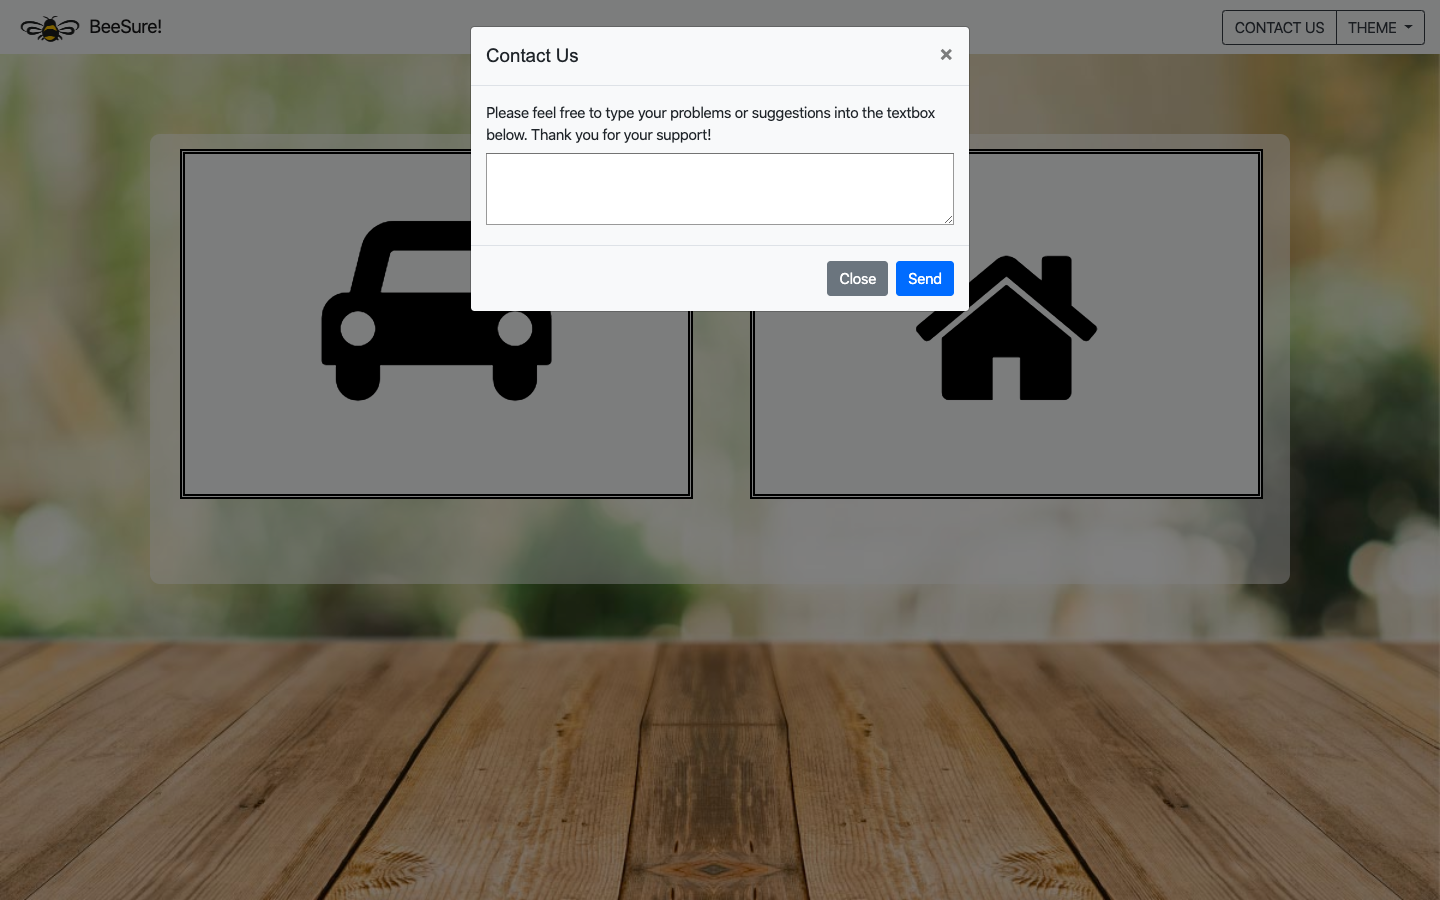 BeeSure!
CONTACT US
THEME
Contact Us
×
Please feel free to type your problems or suggestions into the textbox
below. Thank you for your support!
Close
Send